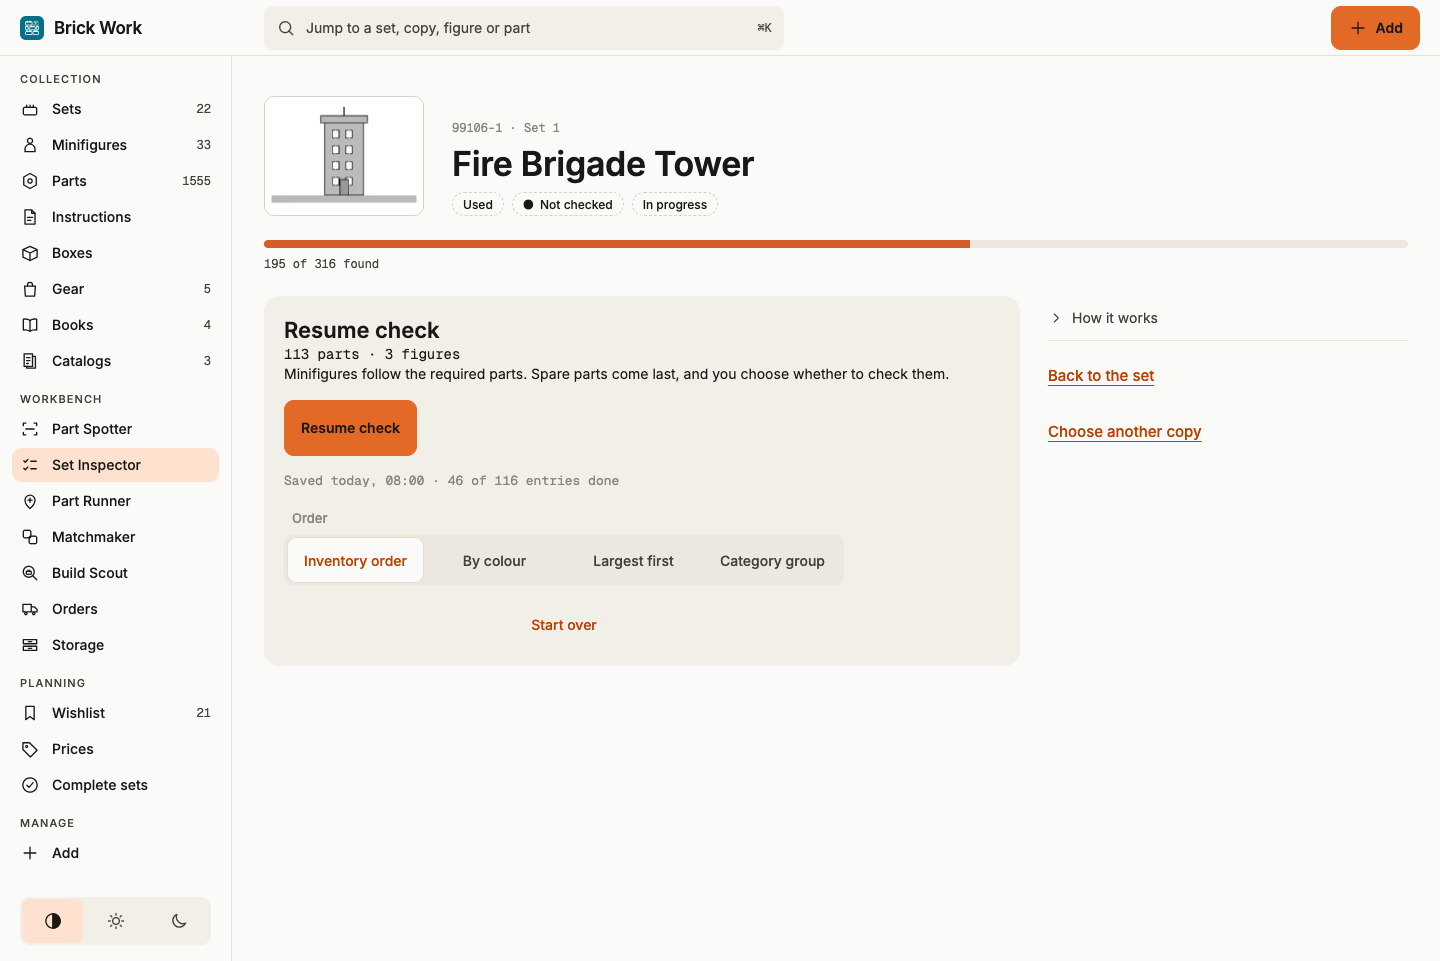 Brick Work
Jump to a set, copy, figure or part
⌘K
Add
COLLECTION
Sets 22
Minifigures 33
Parts 1555
Instructions
Boxes
Gear 5
Books 4
Catalogs 3
WORKBENCH
Part Spotter
Set Inspector
Part Runner
Matchmaker
Build Scout
Orders
Storage
PLANNING
Wishlist 21
Prices
Complete sets
MANAGE
Add
99106-1 · Set 1
Fire Brigade Tower
Used
Not checked
In progress
195 of 316 found
Resume check
113 parts · 3 figures
Minifigures follow the required parts. Spare parts come last, and you choose whether to check them.
Resume check
Saved today, 08:00 · 46 of 116 entries done
Order
Inventory order
By colour
Largest first
Category group
Start over
How it works
Back to the set
Choose another copy